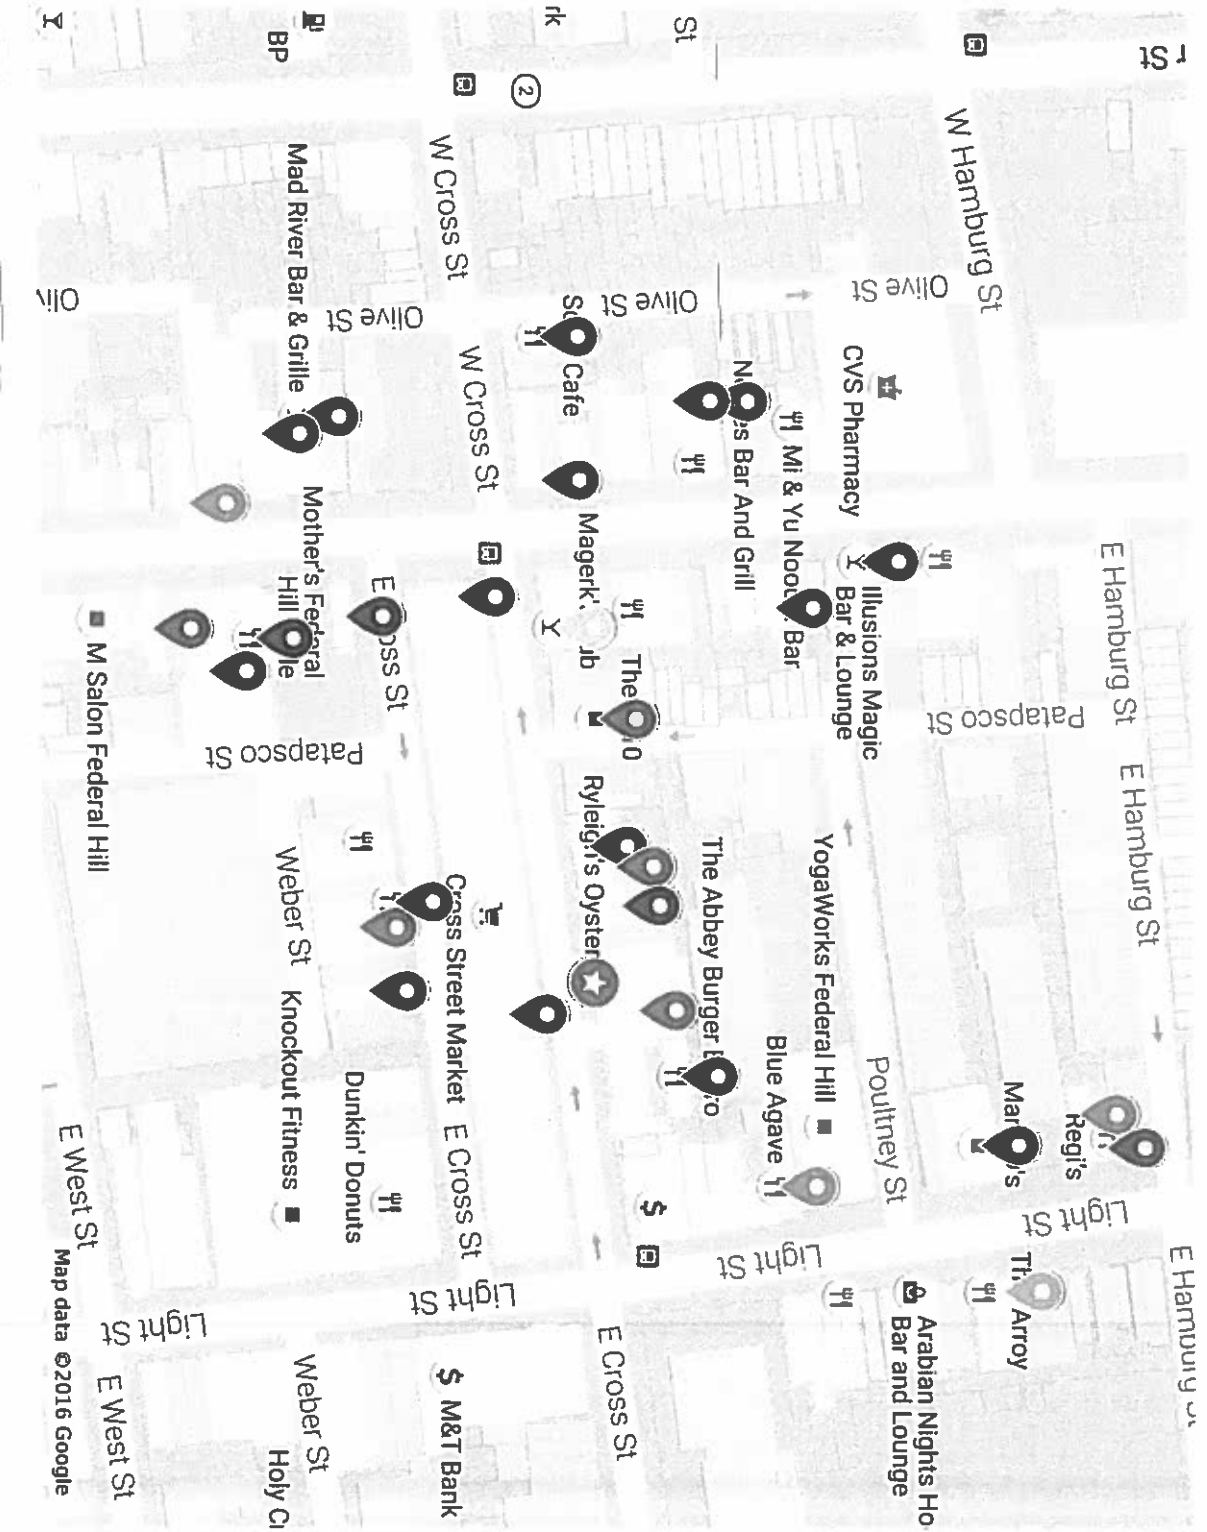 W Hamburg St
E Hamburg St
E Hamburg St
r St
St
rk
2
BP
Olive St
Olive St
Olive St
Oliv
CVS Pharmacy
Regi's
Light St
Patapsco St
Illusions Magic
Bar & Lounge
Poultney St
Arabian Nights Ho
Bar and Lounge
YogaWorks Federal Hill
Mi & Yu Bar
Bar And Grill
Blue Agave
Light St
The Abbey Burger
Cafe
The
Ryleigh's Oyster
E Cross St
W Cross St
W Cross St
Cross Street Market
E Cross St
Light St
$ M&T Bank
$
Mad River Bar & Grille
Mother's Federal
Hill
Patapsco St
Dunkin' Donuts
Weber St
Knockout Fitness
Weber St
Holy
Light St
M Salon Federal Hill
E West St
E West St
Map data ©2016 Google